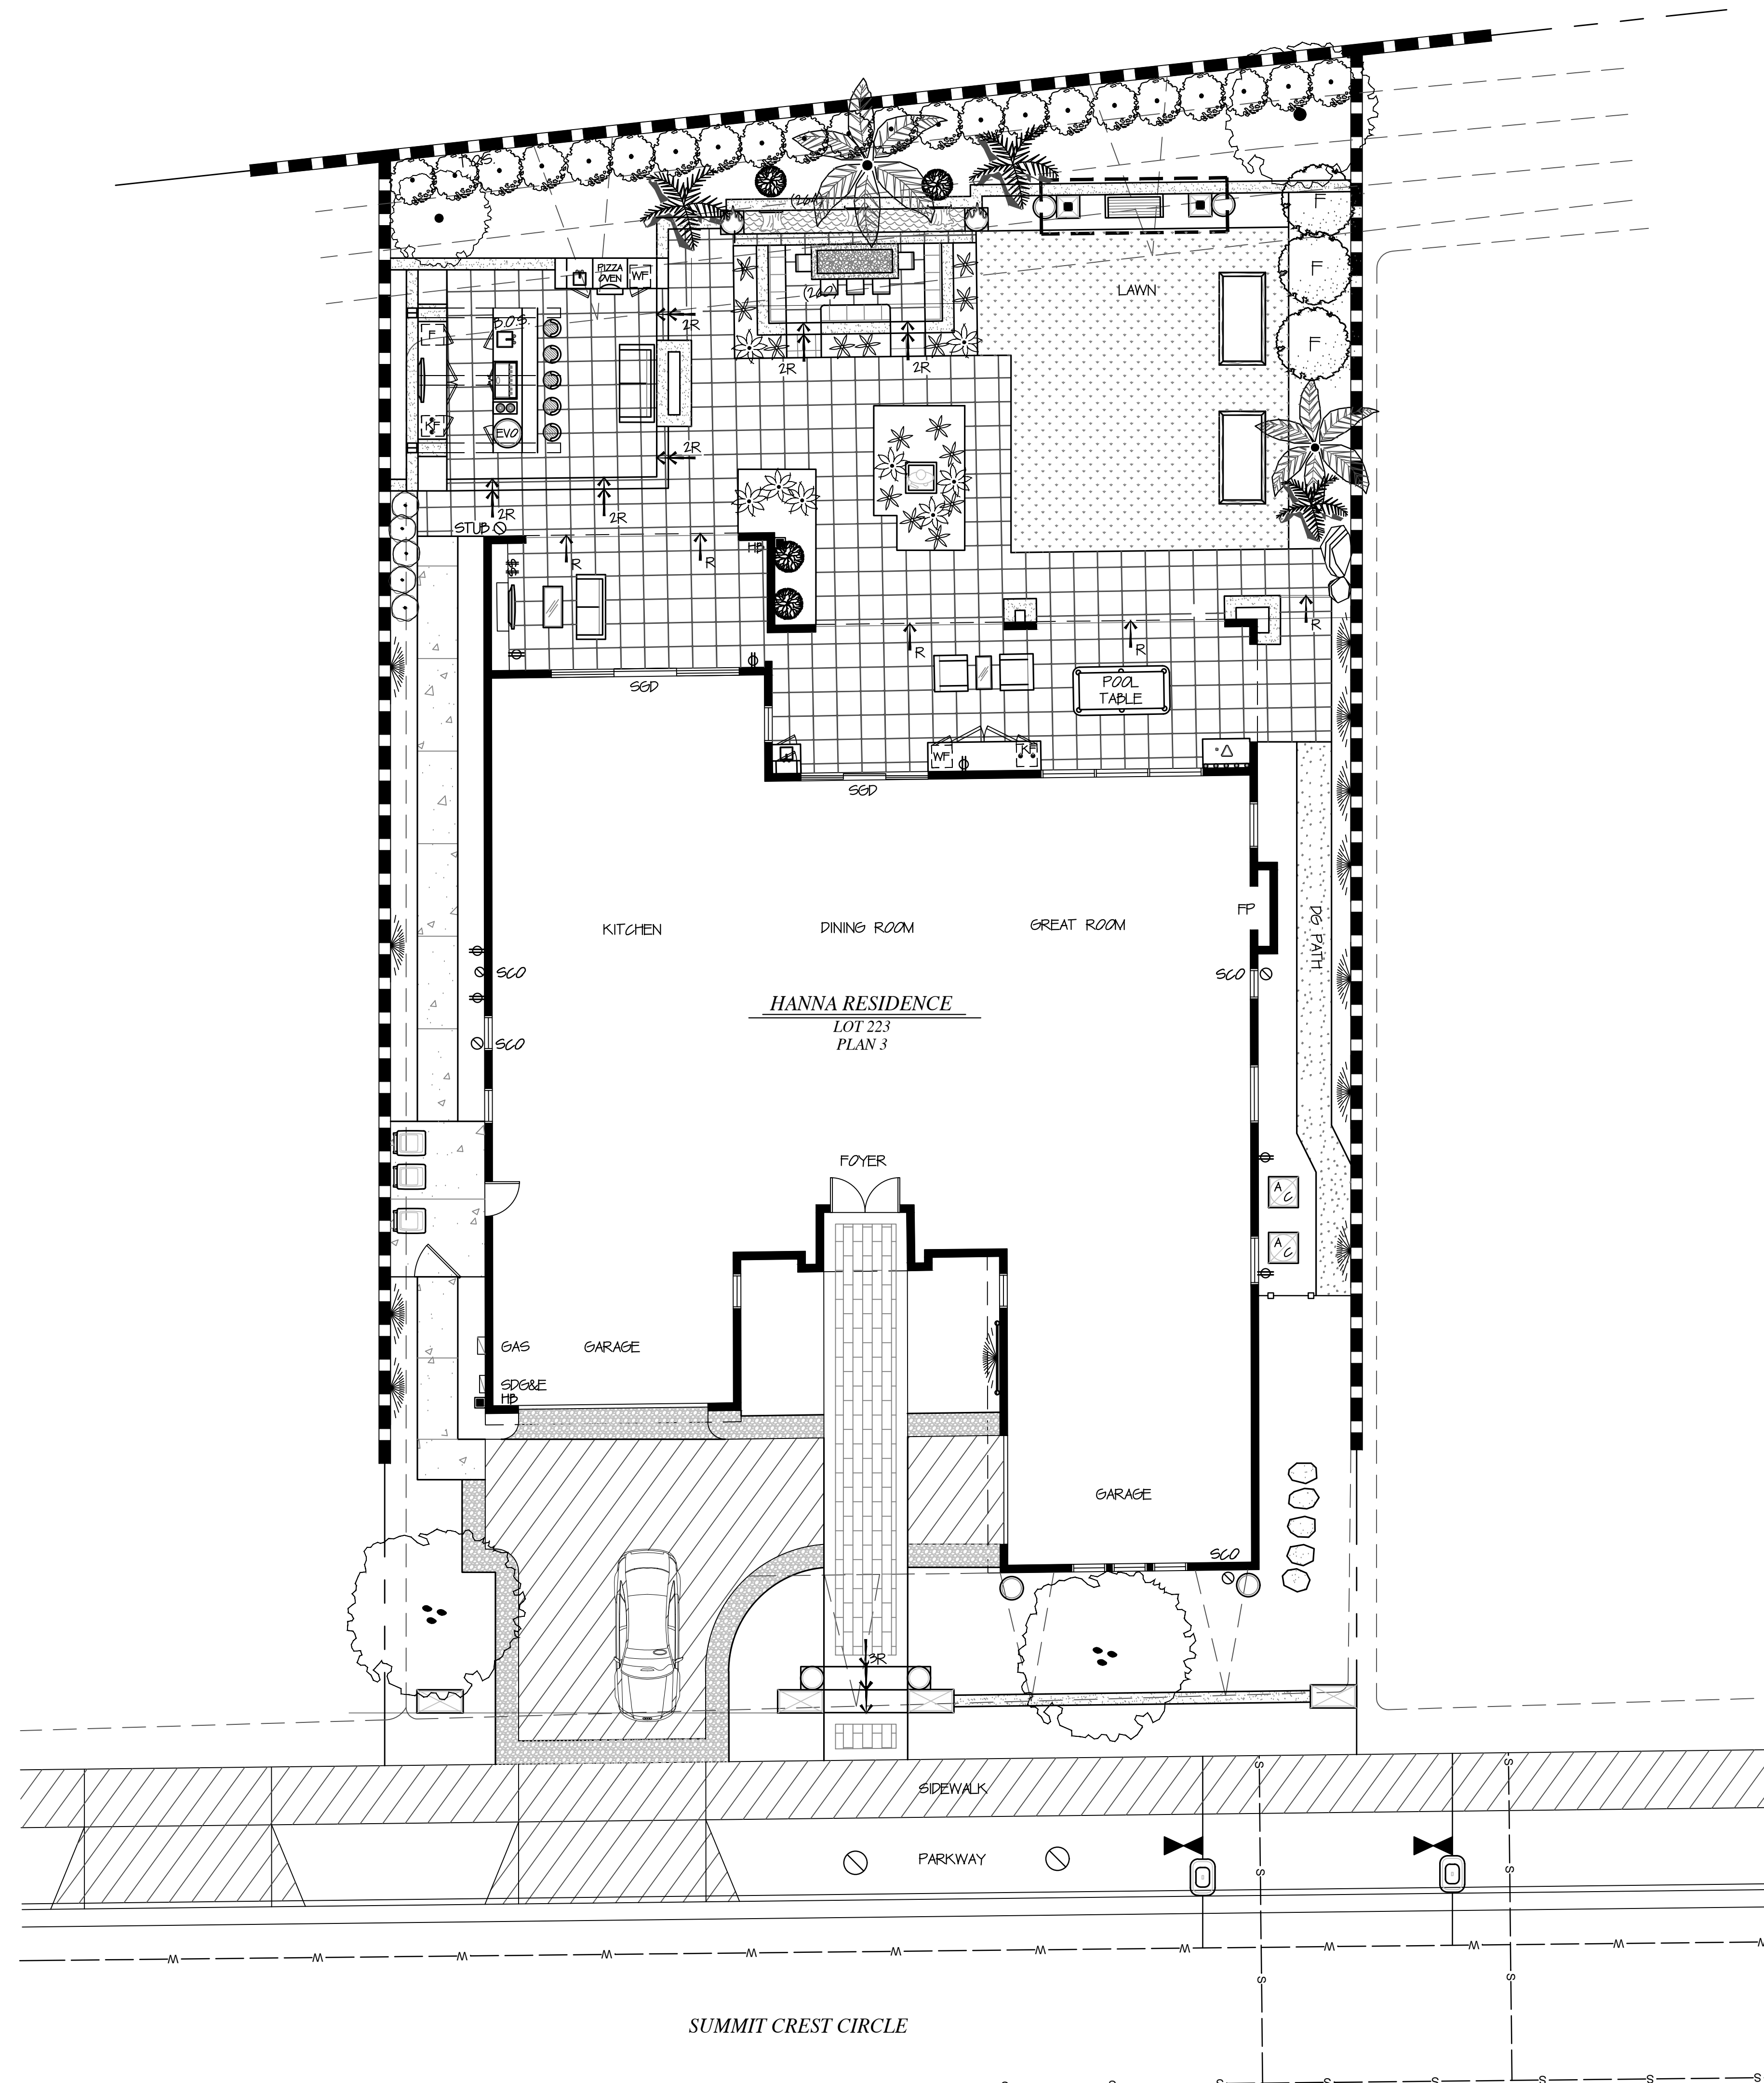 T.O.S.
(264)
F
PIZZA
OVEN
WF
F
LAWN
(260)
B.O.S.
2R
F
F
2R
2R
KF
EVO
2R
2R
2R
STUB
HB
R
R
R
R
R
SGD
POOL
TABLE
WF
KF
SGD
KITCHEN
DINING ROOM
GREAT ROOM
FP
DG PATH
SCO
SCO
HANNA RESIDENCE
LOT 223
PLAN 3
SCO
FOYER
A
C
A
C
GAS
GARAGE
SDG&E
HB
GARAGE
SCO
3R
SIDEWALK
S
S
PARKWAY
S
S
W
W
W
W
W
W
W
W
W
W
W
W
S
S
SUMMIT CREST CIRCLE
S
S
S
S
S
S
S
S